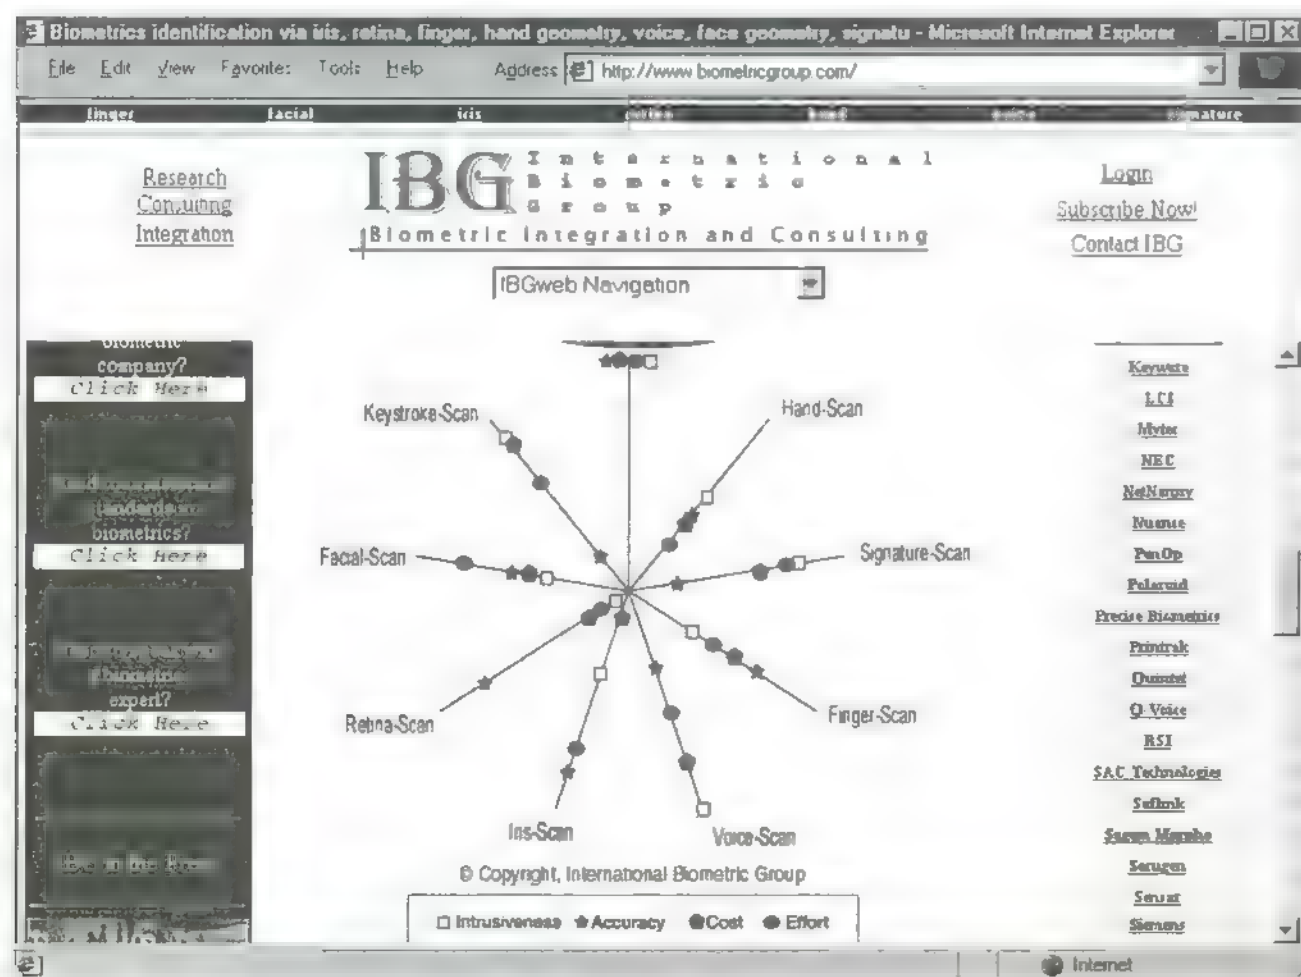 Biometrics identification via iris, retina, finger, hand geometry, voice, face geometry, signatu - Microsoft Internet Explorer
File Edit View Favorites Tools Help Address http://www.biometricgroup.com/
finger facial iris signature
Research
Consulting
Integration
IBG
International
Biometric
Group
Biometric Integration and Consulting
Login
Subscribe Now!
Contact IBG
IBGweb Navigation
biometric
company?
Click Here
standards
biometrics?
Click Here
biometric
expert?
Click Here
Keystroke-Scan
Hand-Scan
Facial-Scan
Signature-Scan
Retina-Scan
Finger-Scan
Iris-Scan
Voice-Scan
© Copyright, International Biometric Group
Intrusiveness Accuracy Cost Effort
Keyware
LCI
Mytec
NEC
NetNanny
Nuance
PenOp
Polaroid
Precise Biometrics
Printrak
Quintet
Q Voice
RSI
SAC Technologies
Saflink
Sensar
Siemens
Internet